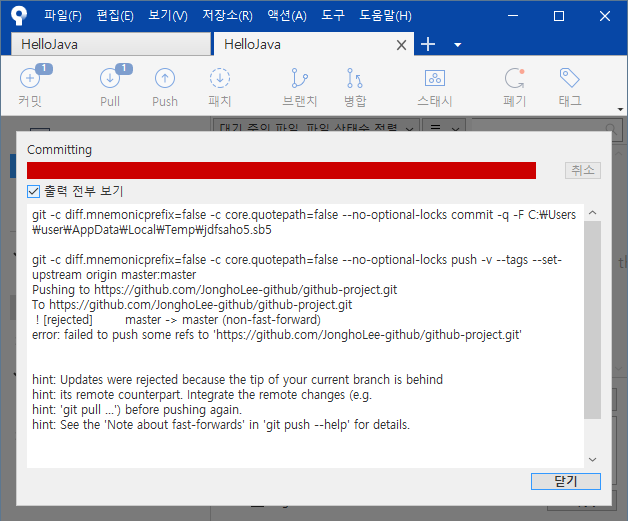 파일(F) 편집(E) 보기(V) 저장소(R) 액션(A) 도구 도움말(H)
HelloJava HelloJava
1 1
커밋 Pull Push 패치 브랜치 병합 스태시 폐기 태그
대기 중인 파일, 파일 상태순 정렬
Committing
취소
출력 전부 보기
git -c diff.mnemonicprefix=false -c core.quotepath=false --no-optional-locks commit -q -F C:₩Users
₩user₩AppData₩Local₩Temp₩jdfsaho5.sb5
git -c diff.mnemonicprefix=false -c core.quotepath=false --no-optional-locks push -v --tags --set-
upstream origin master:master
Pushing to https://github.com/JonghoLee-github/github-project.git
To https://github.com/JonghoLee-github/github-project.git
! [rejected] master -> master (non-fast-forward)
error: failed to push some refs to 'https://github.com/JonghoLee-github/github-project.git'
hint: Updates were rejected because the tip of your current branch is behind
hint: its remote counterpart. Integrate the remote changes (e.g.
hint: 'git pull ...') before pushing again.
hint: See the 'Note about fast-forwards' in 'git push --help' for details.
닫기